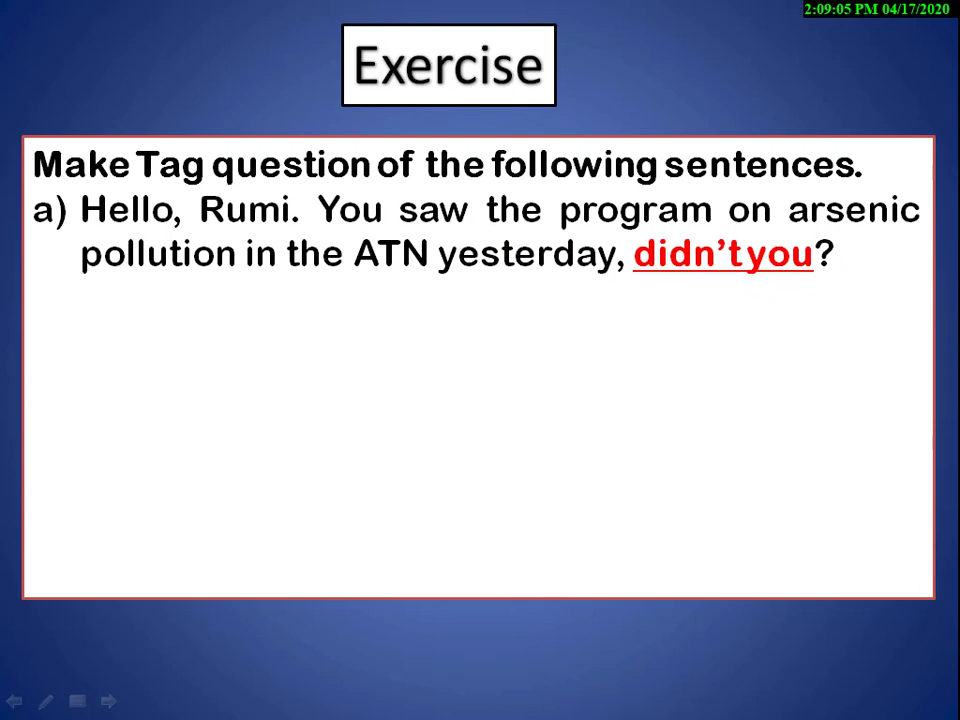 2:09:05 PM 04/17/2020
Exercise
Make Tag question of the following sentences.
a) Hello, Rumi. You saw the program on arsenic
pollution in the ATN yesterday, didn’t you?